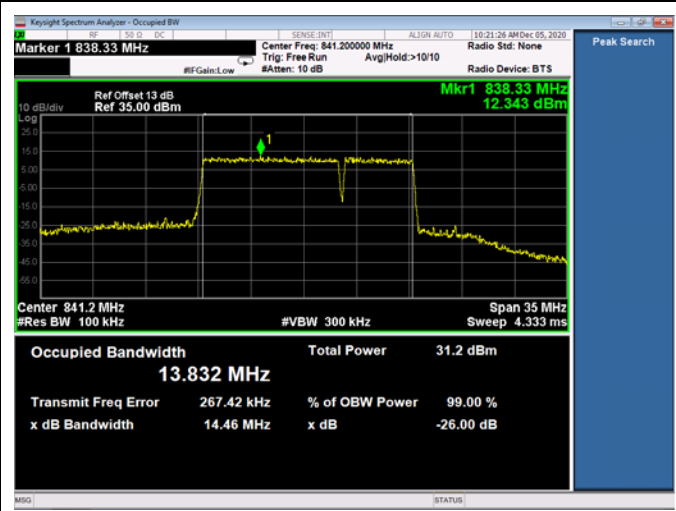 Keysight Spectrum Analyzer - Occupied BW
RF 50 Ω DC SENSE:INT ALIGN AUTO 10:21:26 AM Dec 05, 2020
Marker 1 838.33 MHz Center Freq: 841.200000 MHz Radio Std: None Peak Search
Trig: Free Run Avg|Hold:>10/10
#IFGain:Low #Atten: 10 dB Radio Device: BTS
Ref Offset 13 dB Mkr1 838.33 MHz
10 dB/div Ref 35.00 dBm 12.343 dBm
Log
25.0
1
15.0
5.00
-5.00
-15.0
-25.0
-35.0
-45.0
-55.0
Center 841.2 MHz Span 35 MHz
#Res BW 100 kHz #VBW 300 kHz Sweep 4.333 ms
Occupied Bandwidth Total Power 31.2 dBm
13.832 MHz
Transmit Freq Error 267.42 kHz % of OBW Power 99.00 %
x dB Bandwidth 14.46 MHz x dB -26.00 dB
MSG STATUS